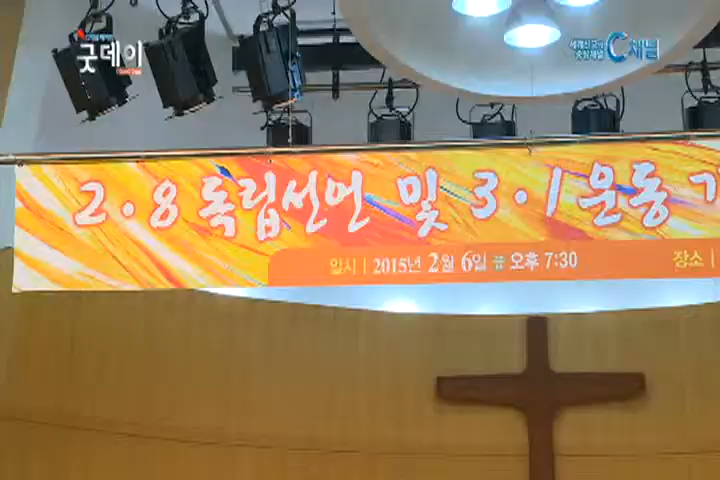 굿데이
C채널
2·8 독립선언 및 3·1운동
일시 | 2015년 2월 6일 금 오후 7:30
장소 |